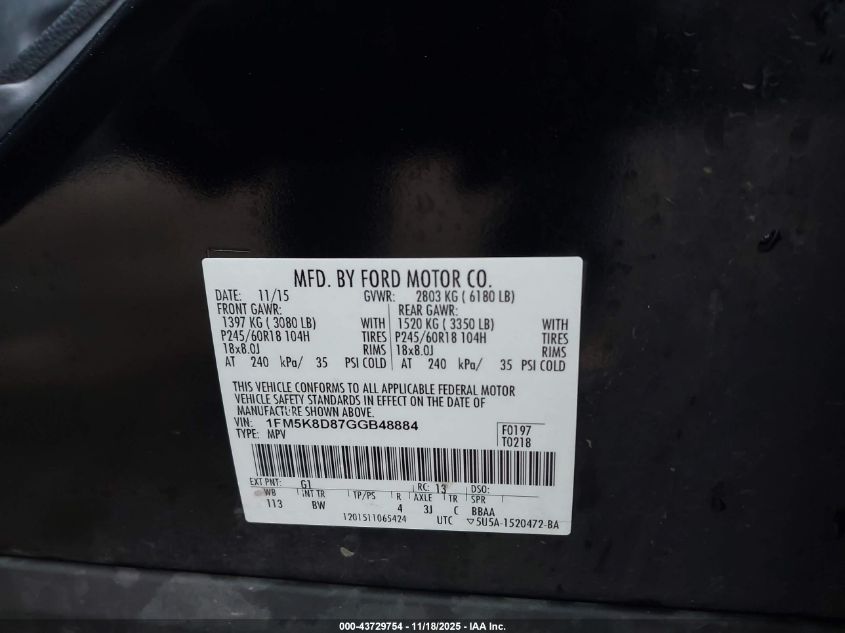 MFD. BY FORD MOTOR CO.
DATE: 11/15 GVWR: 2803 KG ( 6180 LB)
FRONT GAWR: REAR GAWR:
1397 KG ( 3080 LB) WITH 1520 KG ( 3350 LB) WITH
P245/60R18 104H TIRES P245/60R18 104H TIRES
18x8.0J RIMS 18x8.0J RIMS
AT 240 kPa/ 35 PSI COLD AT 240 kPa/ 35 PSI COLD
THIS VEHICLE CONFORMS TO ALL APPLICABLE FEDERAL MOTOR
VEHICLE SAFETY STANDARDS IN EFFECT ON THE DATE OF
MANUFACTURE SHOWN ABOVE.
VIN: 1FM5K8D87GGB48884 F0197
TYPE: MPV T0218
EXT PNT: G1 RC: 13 DSO:
WB INT TR TP/PS R AXLE TR SPR
113 BW 4 3J C BBAA
1201511065424 UTC ▽5U5A-1520472-BA
000-43729754 - 11/18/2025 - IAA Inc.